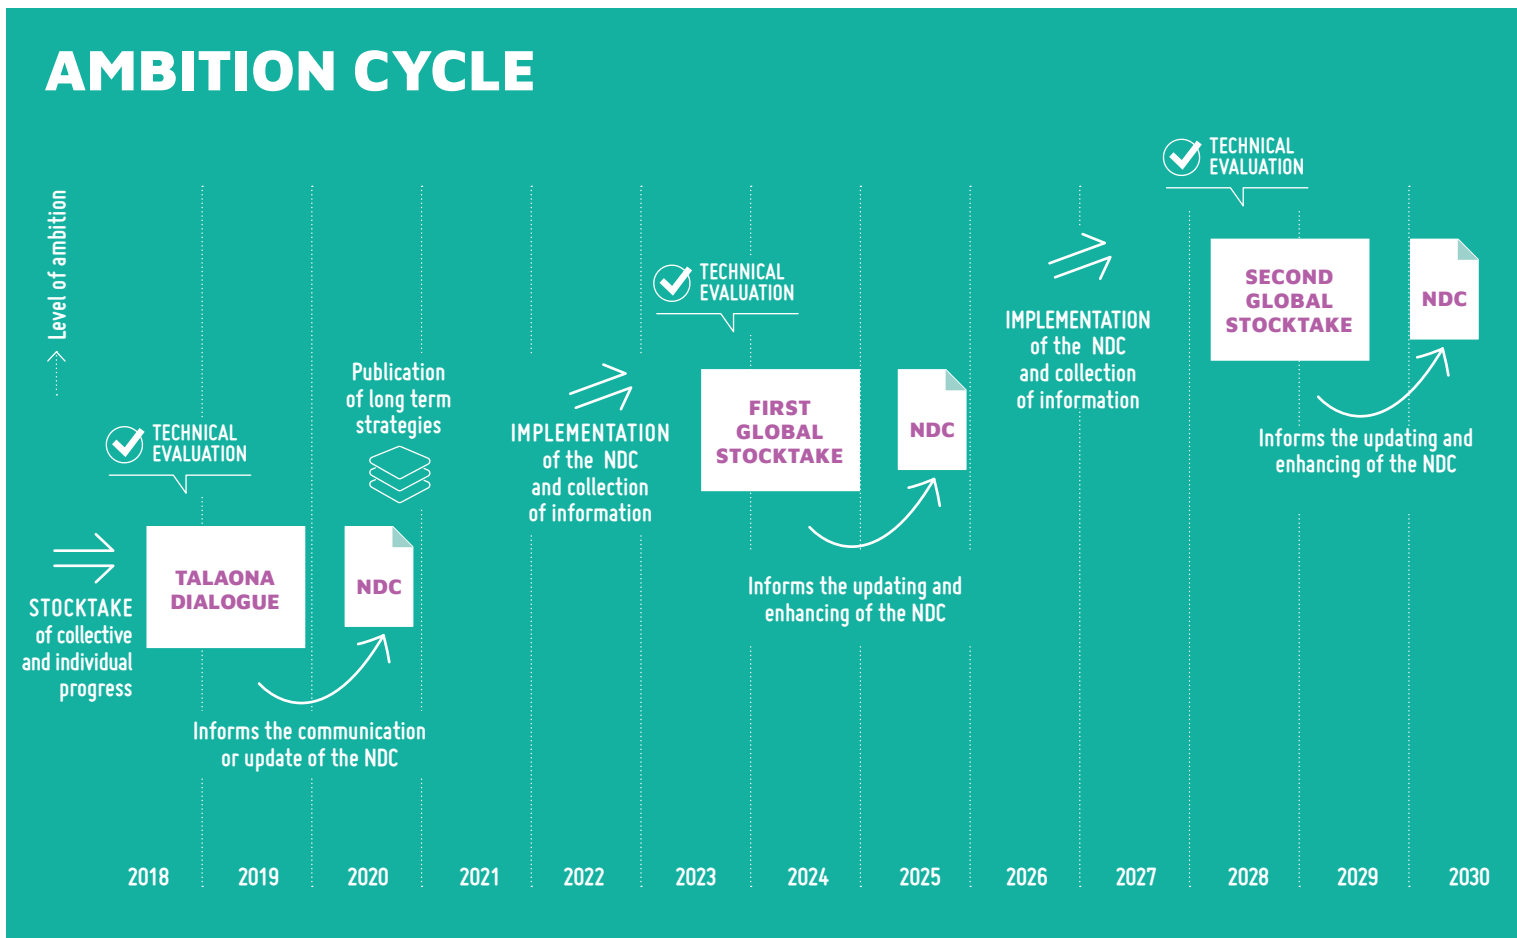 AMBITION CYCLE
Level of ambition
TECHNICAL
EVALUATION
STOCKTAKE
of collective
and individual
progress
TALAONA
DIALOGUE
Informs the communication
or update of the NDC
Publication
of long term
strategies
NDC
IMPLEMENTATION
of the NDC
and collection
of information
TECHNICAL
EVALUATION
FIRST
GLOBAL
STOCKTAKE
NDC
Informs the updating and
enhancing of the NDC
IMPLEMENTATION
of the NDC
and collection
of information
TECHNICAL
EVALUATION
SECOND
GLOBAL
STOCKTAKE
NDC
Informs the updating and
enhancing of the NDC
2018 2019 2020 2021 2022 2023 2024 2025 2026 2027 2028 2029 2030